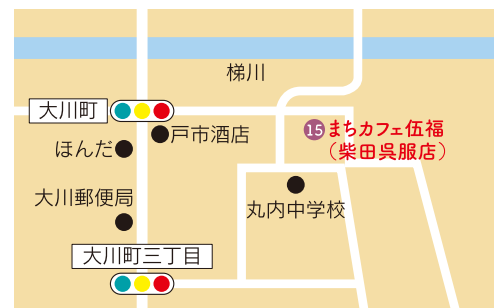 梯川
大川町
戸市酒店
ほんだ
15 まちカフェ伍福
(柴田呉服店)
大川郵便局
丸内中学校
大川町三丁目